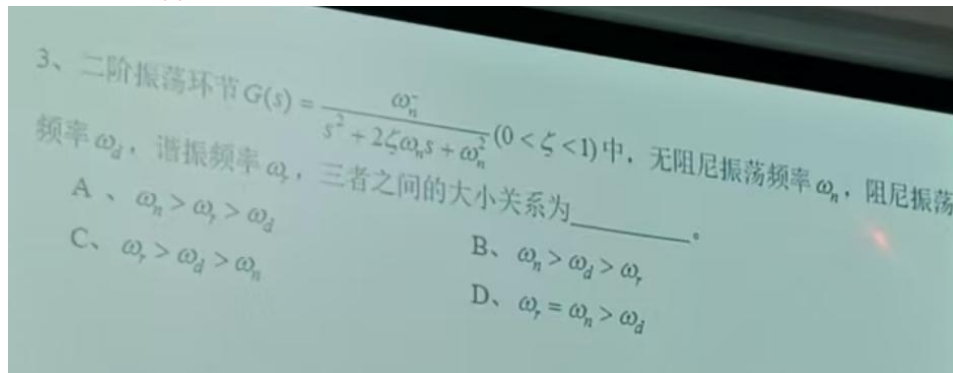 3、二阶振荡环节 G(s) = ω_n^2 / (s^2 + 2ζω_n s + ω_n^2) (0 < ζ < 1) 中，无阻尼振荡频率 ω_n，阻尼振荡
频率 ω_d，谐振频率 ω_r，三者之间的大小关系为________。
A、ω_n > ω_r > ω_d
B、ω_n > ω_d > ω_r
C、ω_r > ω_d > ω_n
D、ω_r = ω_n > ω_d